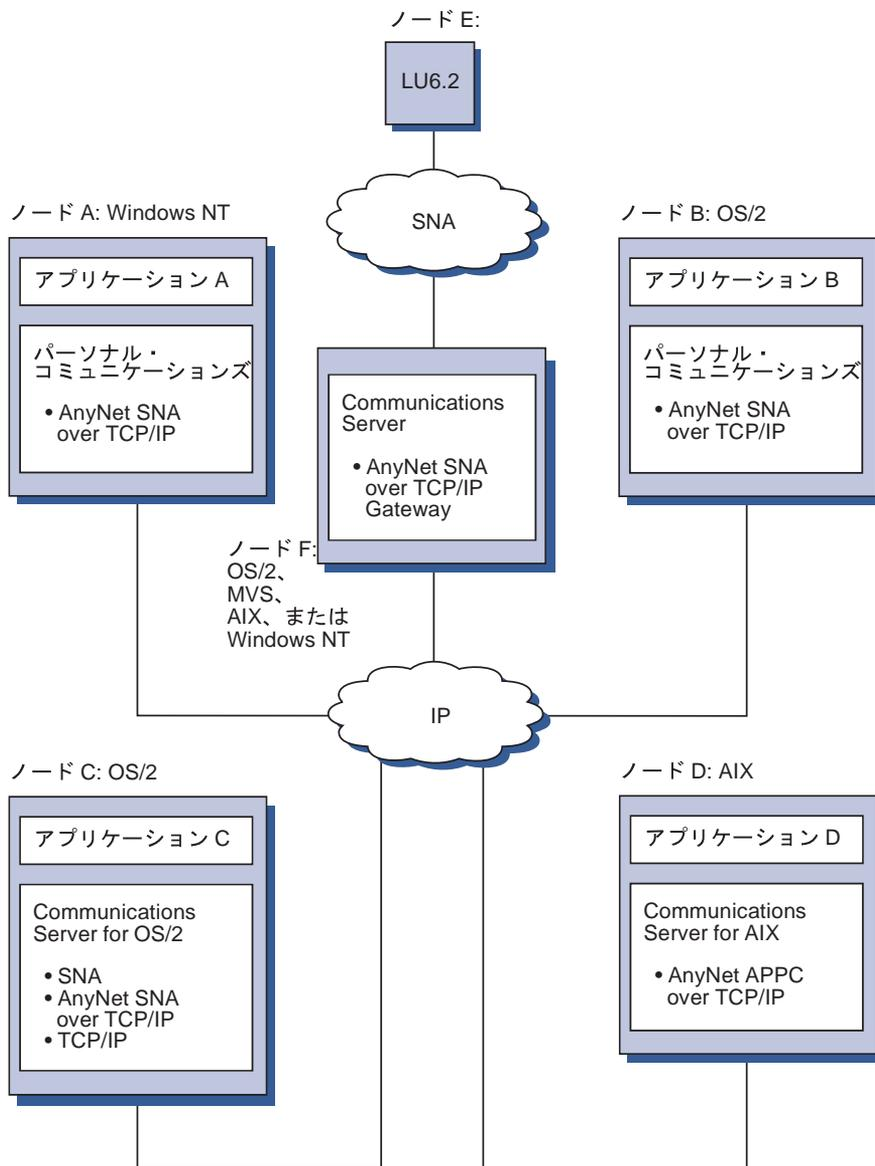 ノード E:
LU6.2
SNA
ノード A: Windows NT
アプリケーション A
パーソナル・
コミュニケーションズ
• AnyNet SNA
over TCP/IP
ノード B: OS/2
アプリケーション B
パーソナル・
コミュニケーションズ
• AnyNet SNA
over TCP/IP
Communications
Server
• AnyNet SNA
over TCP/IP
Gateway
ノード F:
OS/2、
MVS、
AIX、または
Windows NT
IP
ノード C: OS/2
アプリケーション C
Communications
Server for OS/2
• SNA
• AnyNet SNA
over TCP/IP
• TCP/IP
ノード D: AIX
アプリケーション D
Communications
Server for AIX
• AnyNet APPC
over TCP/IP